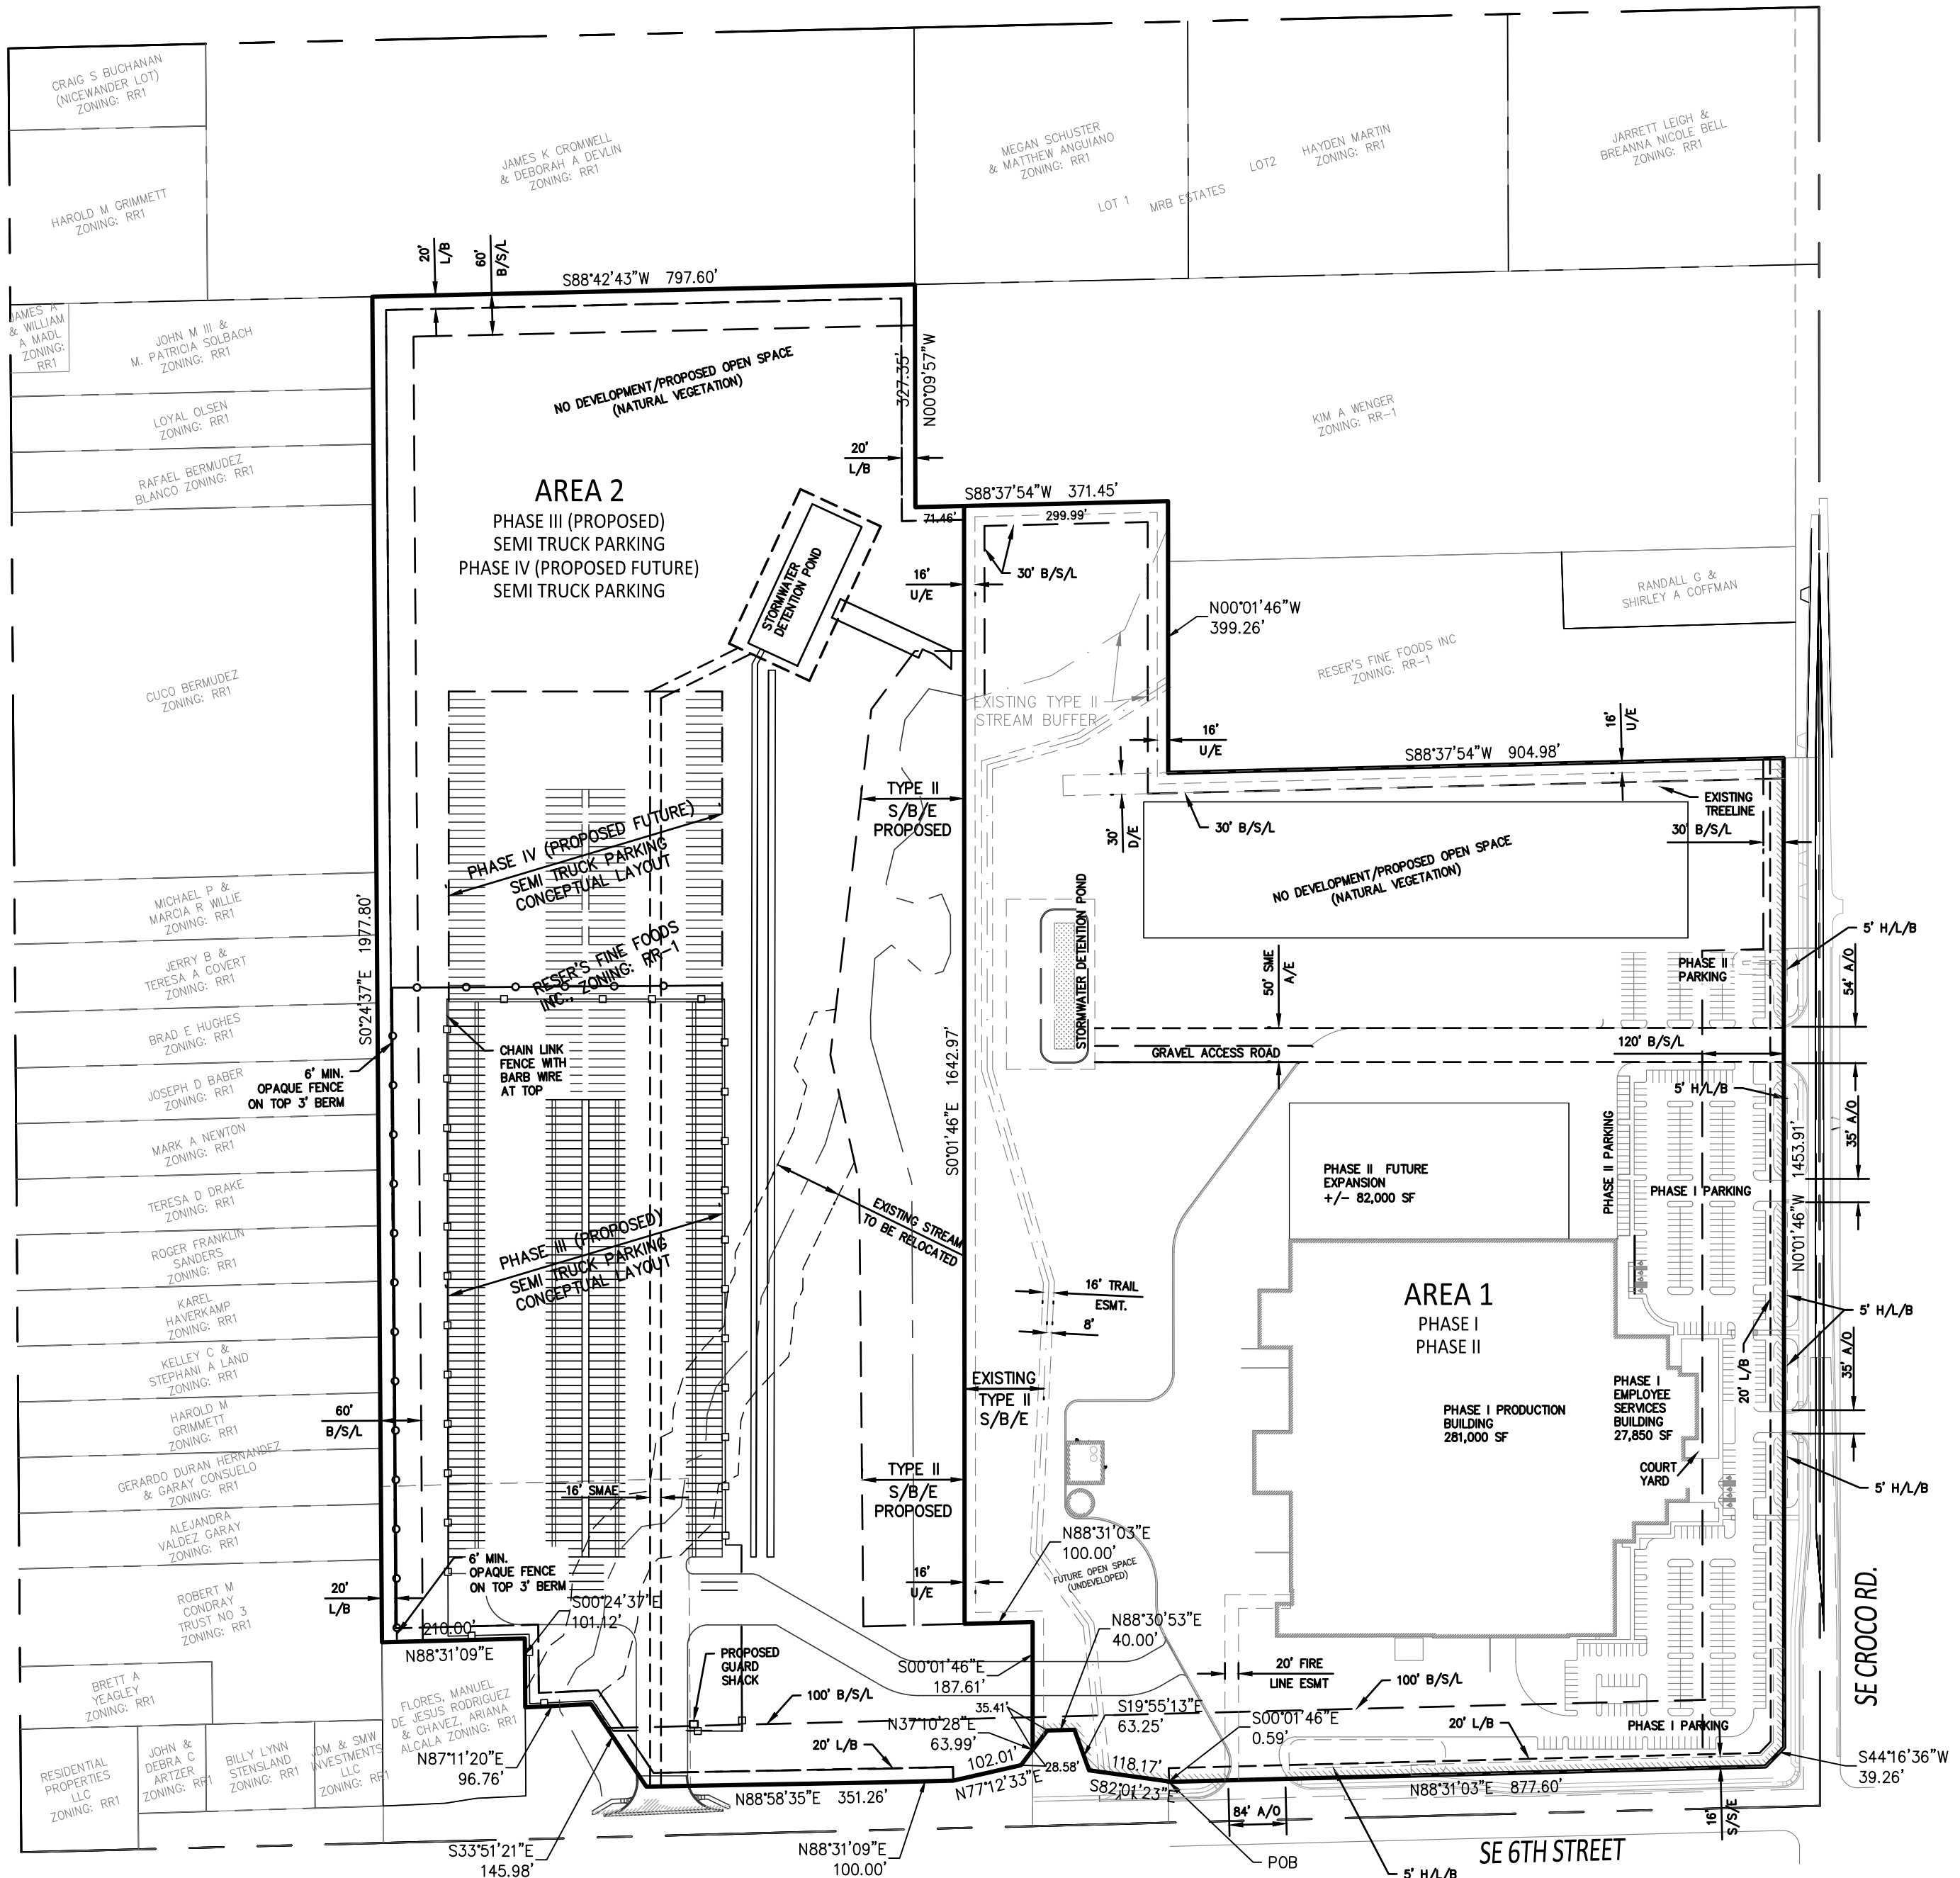 CRAIG S BUCHANAN
(NICEWANDER LOT)
ZONING: RR1
HAROLD M GRIMMETT
ZONING: RR1
JAMES K CROMWELL
& DEBORAH A DEVLIN
ZONING: RR1
MEGAN SCHUSTER
& MATTHEW ANGUIANO
ZONING: RR1
LOT 1
MRB ESTATES
LOT2
HAYDEN MARTIN
ZONING: RR1
JARRETT LEIGH &
BREANNA NICOLE BELL
ZONING: RR1
20'
L/B
60'
B/S/L
S88°42'43"W 797.60'
JAMES A
& WILLIAM
A MADL
ZONING:
RR1
JOHN M III &
M. PATRICIA SOLBACH
ZONING: RR1
LOYAL OLSEN
ZONING: RR1
RAFAEL BERMUDEZ
BLANCO ZONING: RR1
CUCO BERMUDEZ
ZONING: RR1
NO DEVELOPMENT/PROPOSED OPEN SPACE
(NATURAL VEGETATION)
327.35'
N00°09'57"W
20'
L/B
KIM A WENGER
ZONING: RR-1
AREA 2
PHASE III (PROPOSED)
SEMI TRUCK PARKING
PHASE IV (PROPOSED FUTURE)
SEMI TRUCK PARKING
STORMWATER
DETENTION POND
S88°37'54"W 371.45'
71.46'
299.99'
16'
U/E
30' B/S/L
N00°01'46"W
399.26'
RANDALL G &
SHIRLEY A COFFMAN
RESER'S FINE FOODS INC
ZONING: RR-1
EXISTING TYPE II
STREAM BUFFER
16'
U/E
16'
U/E
S88°37'54"W 904.98'
TYPE II
S/B/E
PROPOSED
30'
D/E
30' B/S/L
EXISTING
TREELINE
30' B/S/L
PHASE IV (PROPOSED FUTURE)
SEMI TRUCK PARKING
CONCEPTUAL LAYOUT
NO DEVELOPMENT/PROPOSED OPEN SPACE
(NATURAL VEGETATION)
STORMWATER DETENTION POND
MICHAEL P &
MARCIA R WILLIE
ZONING: RR1
JERRY B &
TERESA A COVERT
ZONING: RR1
BRAD E HUGHES
ZONING: RR1
JOSEPH D BABER
ZONING: RR1
MARK A NEWTON
ZONING: RR1
TERESA D DRAKE
ZONING: RR1
ROGER FRANKLIN
SANDERS
ZONING: RR1
KAREL
HAVERKAMP
ZONING: RR1
KELLEY C &
STEPHANI A LAND
ZONING: RR1
HAROLD M
GRIMMETT
ZONING: RR1
GERARDO DURAN HERNANDEZ
& GARAY CONSUELO
ZONING: RR1
ALEJANDRA
VALDEZ GARAY
ZONING: RR1
ROBERT M
CONDRAY
TRUST NO 3
ZONING: RR1
BRETT A
YEAGLEY
ZONING: RR1
RESIDENTIAL
PROPERTIES
LLC
ZONING: RR1
JOHN &
DEBRA C
ARTZER
ZONING: RR1
BILLY LYNN
STENSLAND
ZONING: RR1
JDM & SMW
INVESTMENTS
LLC
ZONING: RR1
FLORES, MANUEL
DE JESUS RODRIGUEZ
& CHAVEZ, ARIANA
ALCALA ZONING: RR1
S0°24'37"E 1977.80'
RESER'S FINE FOODS
INC., ZONING: RR-1
CHAIN LINK
FENCE WITH
BARB WIRE
AT TOP
6' MIN.
OPAQUE FENCE
ON TOP 3' BERM
50' SME
A/E
GRAVEL ACCESS ROAD
PHASE II
PARKING
5' H/L/B
54' A/O
120' B/S/L
5' H/L/B
35' A/O
S0°01'46"E 1642.97'
N0°01'46"W 1453.91'
PHASE II PARKING
PHASE I PARKING
PHASE II FUTURE
EXPANSION
+/- 82,000 SF
EXISTING STREAM
TO BE RELOCATED
PHASE III (PROPOSED)
SEMI TRUCK PARKING
CONCEPTUAL LAYOUT
16' TRAIL
ESMT.
8'
AREA 1
PHASE I
PHASE II
5' H/L/B
35' A/O
20' L/B
EXISTING
TYPE II
S/B/E
PHASE I
EMPLOYEE
SERVICES
BUILDING
27,850 SF
PHASE I PRODUCTION
BUILDING
281,000 SF
COURT
YARD
5' H/L/B
60'
B/S/L
16' SMAE
TYPE II
S/B/E
PROPOSED
N88°31'03"E
100.00'
FUTURE OPEN SPACE
(UNDEVELOPED)
16'
U/E
6' MIN.
OPAQUE FENCE
ON TOP 3' BERM
20'
L/B
S00°24'37"E
101.12'
210.00'
N88°31'09"E
N88°30'53"E
40.00'
PROPOSED
GUARD
SHACK
S00°01'46"E
187.61'
20' FIRE
LINE ESMT
100' B/S/L
100' B/S/L
35.41'
S19°55'13"E
63.25'
S00°01'46"E
0.59'
N37°10'28"E
63.99'
20' L/B
20' L/B
PHASE I PARKING
N87°11'20"E
96.76'
102.01'
28.58'
118.17'
N77°12'33"E
S82°01'23"E
N88°58'35"E 351.26'
N88°31'03"E 877.60'
S44°16'36"W
39.26'
16'
S/S/E
84' A/O
S33°51'21"E
145.98'
N88°31'09"E
100.00'
POB
5' H/L/B
SE 6TH STREET
SE CROCO RD.